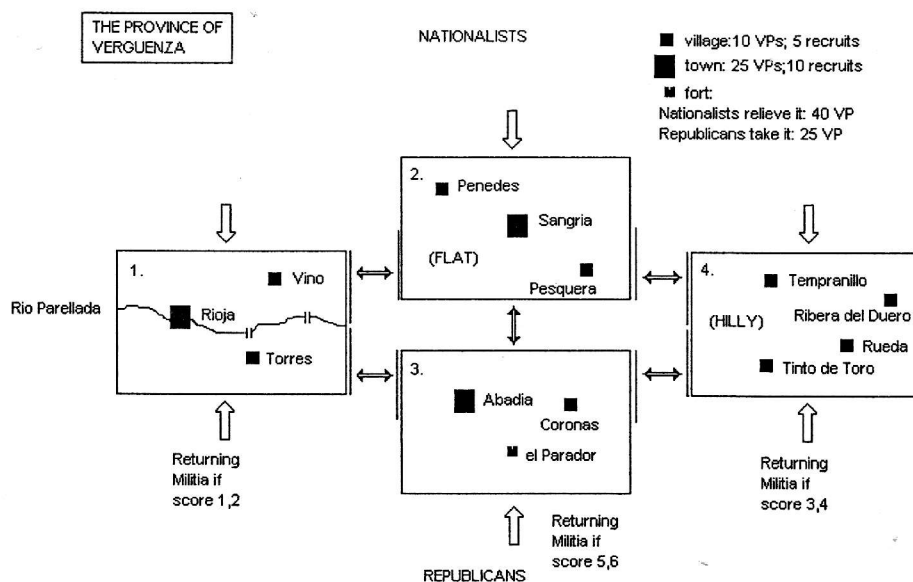 THE PROVINCE OF
VERGUENZA
NATIONALISTS
village:10 VPs; 5 recruits
town: 25 VPs;10 recruits
fort:
Nationalists relieve it: 40 VP
Republicans take it: 25 VP
2.
Penedes
Sangria
(FLAT)
Pesquera
1.
Vino
Rio Parellada
Rioja
Torres
4.
Tempranillo
Ribera del Duero
(HILLY)
Rueda
Tinto de Toro
3.
Abadia
Coronas
el Parador
Returning
Militia if
score 1,2
Returning
Militia if
score 5,6
Returning
Militia if
score 3,4
REPUBLICANS